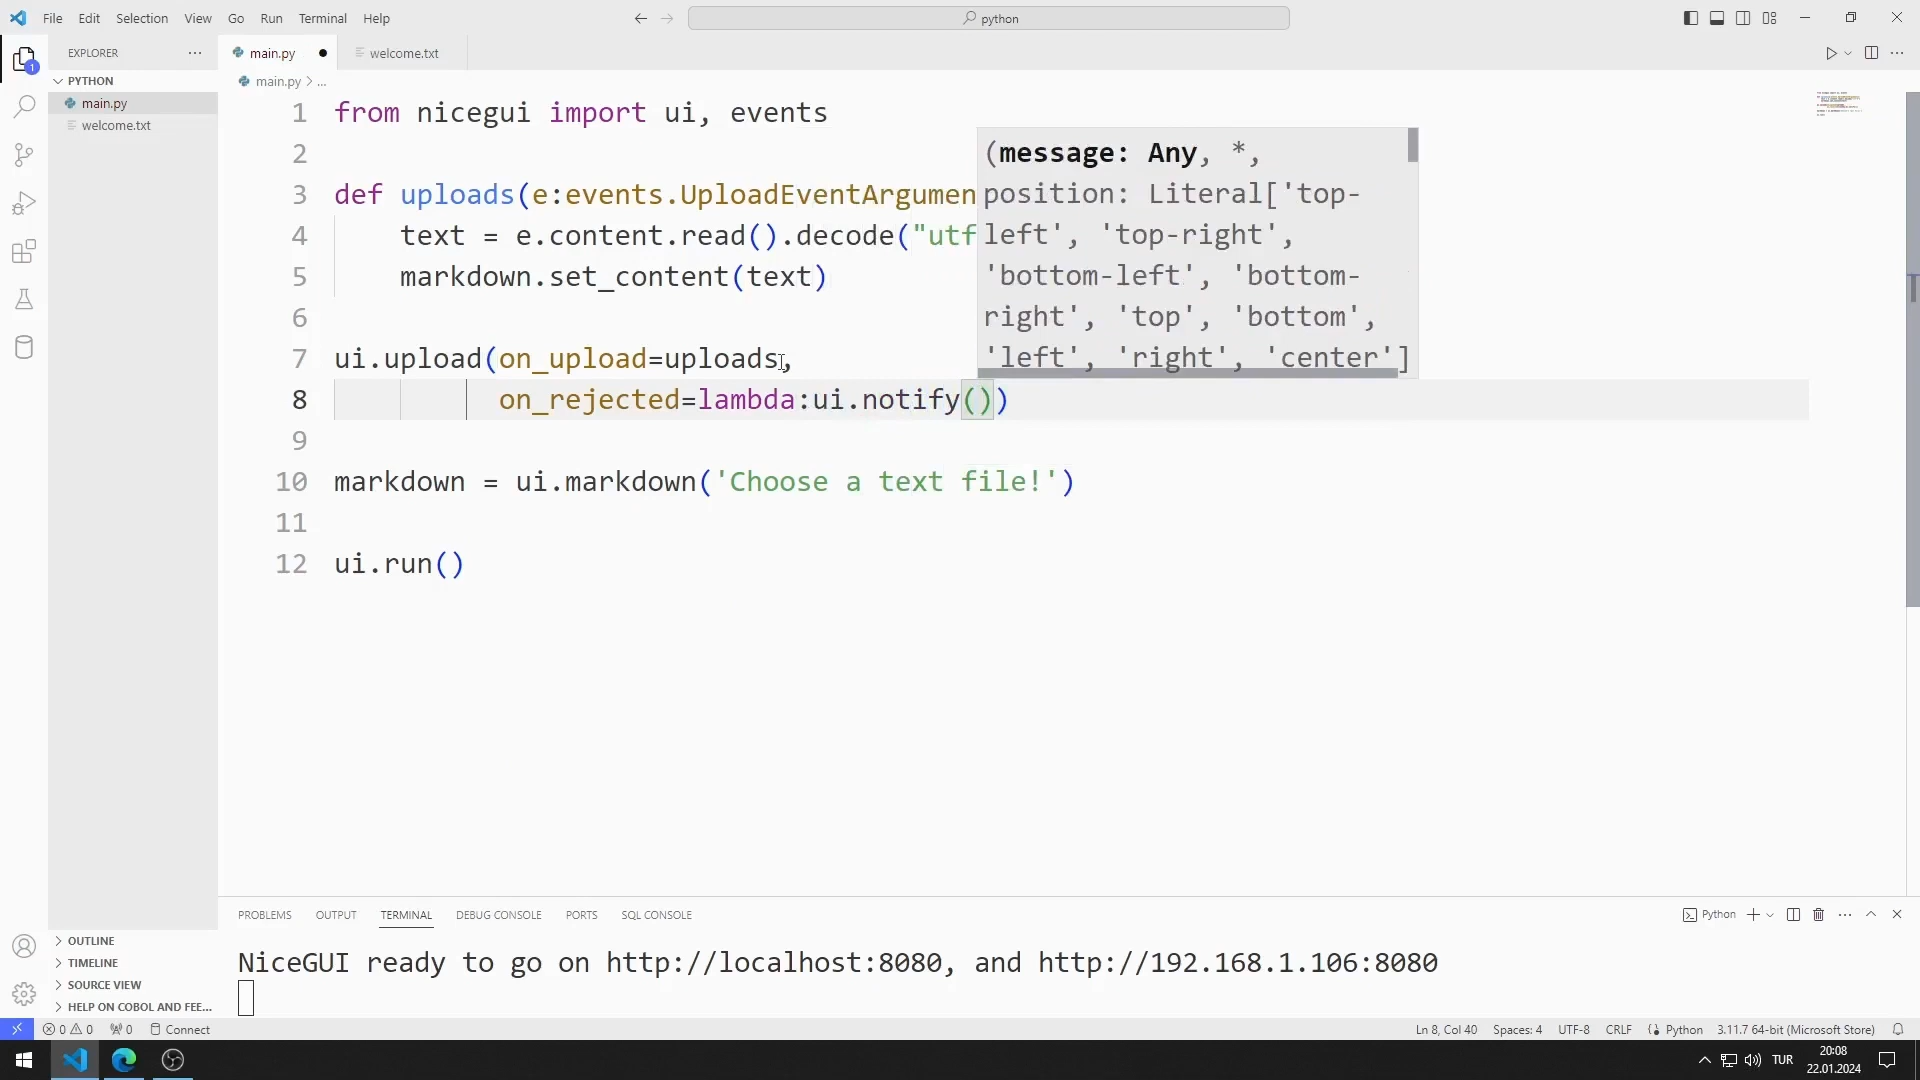 File Edit Selection View Go Run Terminal Help
python
EXPLORER
PYTHON
main.py
welcome.txt
1
main.py
welcome.txt
main.py > ...
1 from nicegui import ui, events
2
3 def uploads(e:events.UploadEventArgumen
4 text = e.content.read().decode("utf
5 markdown.set_content(text)
6
7 ui.upload(on_upload=uploads,
8 on_rejected=lambda:ui.notify())
9
10 markdown = ui.markdown('Choose a text file!')
11
12 ui.run()
(message: Any, *,
position: Literal['top-
left', 'top-right',
'bottom-left', 'bottom-
right', 'top', 'bottom',
'left', 'right', 'center']
PROBLEMS OUTPUT TERMINAL DEBUG CONSOLE PORTS SQL CONSOLE
Python
NiceGUI ready to go on http://localhost:8080, and http://192.168.1.106:8080
OUTLINE
TIMELINE
SOURCE VIEW
HELP ON COBOL AND FEE...
0 0 0 Connect
Ln 8, Col 40 Spaces: 4 UTF-8 CRLF Python 3.11.7 64-bit (Microsoft Store)
TUR
20:08
22.01.2024